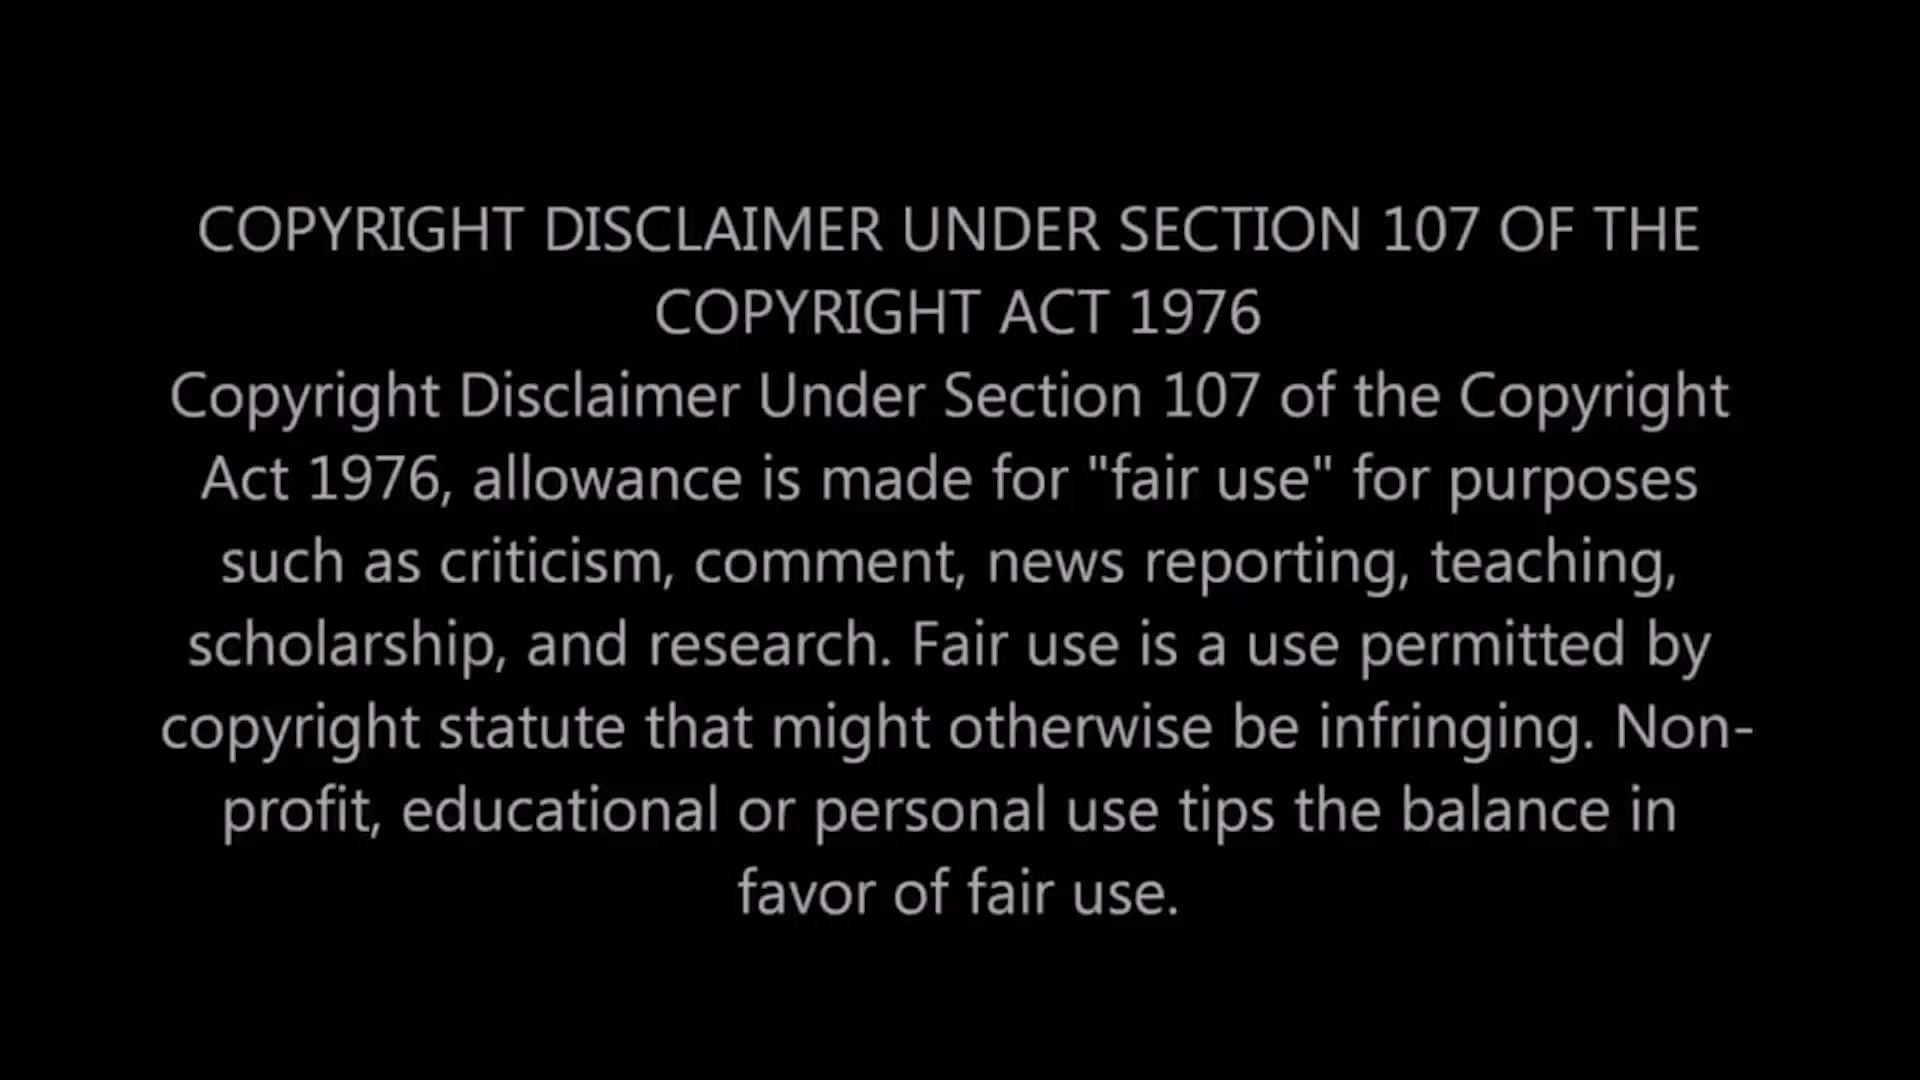 COPYRIGHT DISCLAIMER UNDER SECTION 107 OF THE
COPYRIGHT ACT 1976
Copyright Disclaimer Under Section 107 of the Copyright
Act 1976, allowance is made for "fair use" for purposes
such as criticism, comment, news reporting, teaching,
scholarship, and research. Fair use is a use permitted by
copyright statute that might otherwise be infringing. Non-
profit, educational or personal use tips the balance in
favor of fair use.